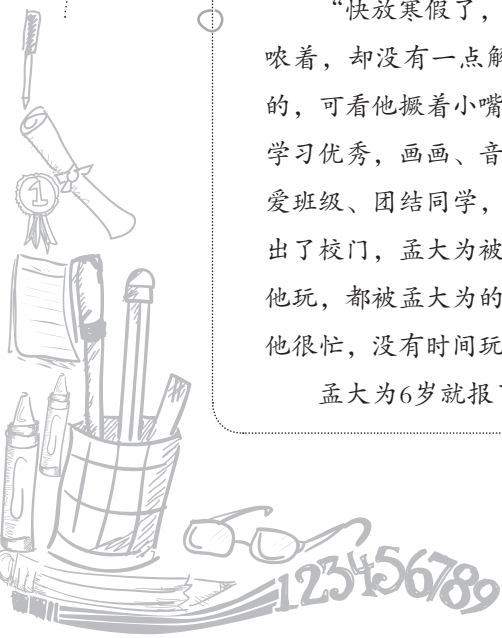 “快放寒假了，
哝着，却没有一点解
的，可看他撅着小嘴
学习优秀，画画、音
爱班级、团结同学，
出了校门，孟大为被
他玩，都被孟大为的
他很忙，没有时间玩
孟大为6岁就报
1
123456789